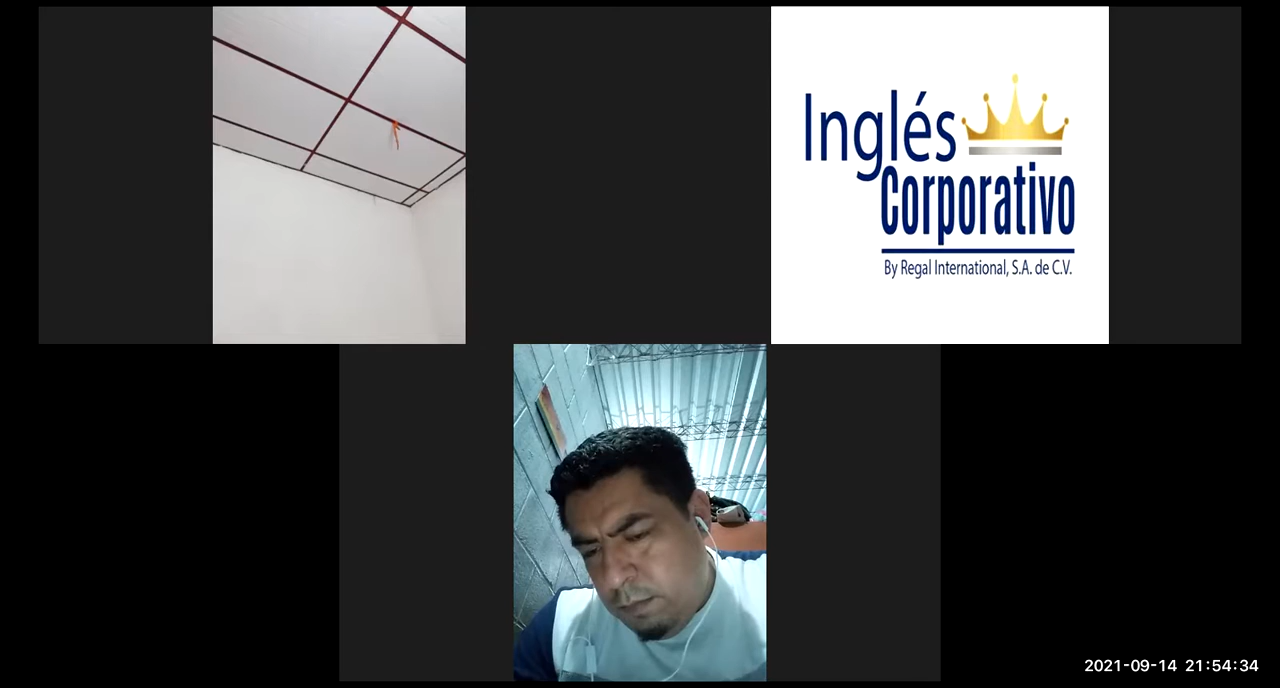 Inglés
Corporativo
By Regal International, S.A. de C.V.
2021-09-14 21:54:34